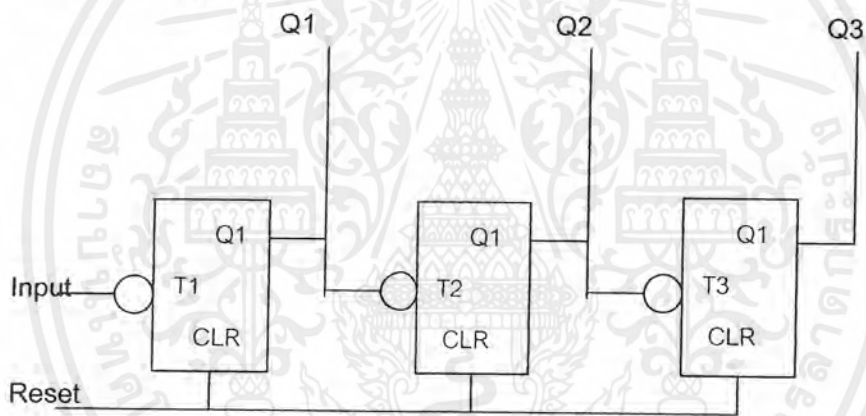 Q1 Q2 Q3
Q1 Q1 Q1
Input T1 T2 T3
CLR CLR CLR
Reset